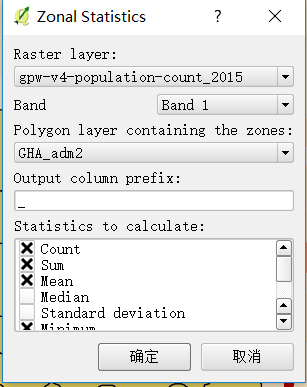 Zonal Statistics
Raster layer:
gpw-v4-population-count_2015
Band Band 1
Polygon layer containing the zones:
GHA_adm2
Output column prefix:
_
Statistics to calculate:
Count
Sum
Mean
Median
Standard deviation
Minimum
确定 取消